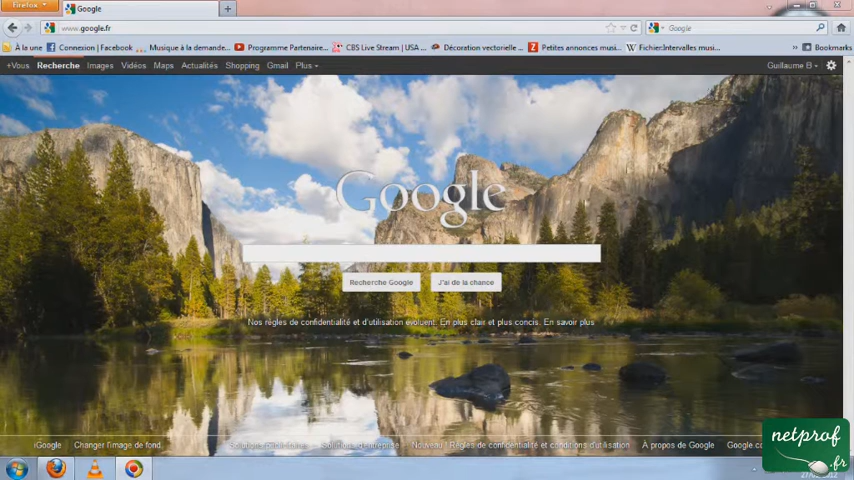 Firefox
Google
www.google.fr
Google
À la une
Connexion | Facebook
Musique à la demande...
Programme Partenaire...
CBS Live Stream | USA ...
Décoration vectorielle ...
Petites annonces musi...
Fichier:Intervalles musi...
Bookmarks
+Vous Recherche Images Vidéos Maps Actualités Shopping Gmail Plus
Guillaume B
Google
Recherche Google
J'ai de la chance
Nos règles de confidentialité et d'utilisation évoluent. En plus clair et plus concis. En savoir plus
iGoogle
Changer l'image de fond
Nouveau ! Règles de confidentialité et conditions d'utilisation
À propos de Google
netprof
.fr